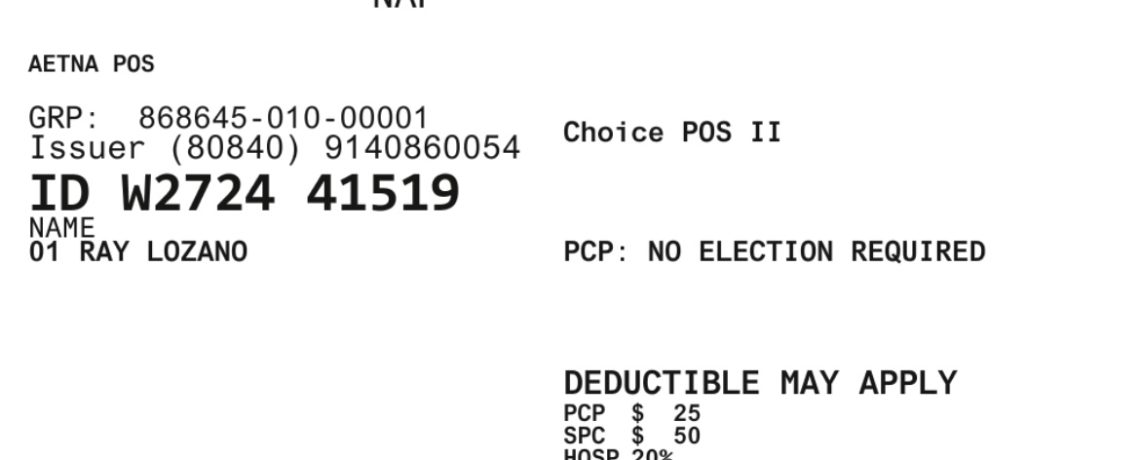 AETNA POS
GRP: 868645-010-00001
Issuer (80840) 9140860054
Choice POS II
ID W2724 41519
NAME
01 RAY LOZANO
PCP: NO ELECTION REQUIRED
DEDUCTIBLE MAY APPLY
PCP $ 25
SPC $ 50
HOSP 20%